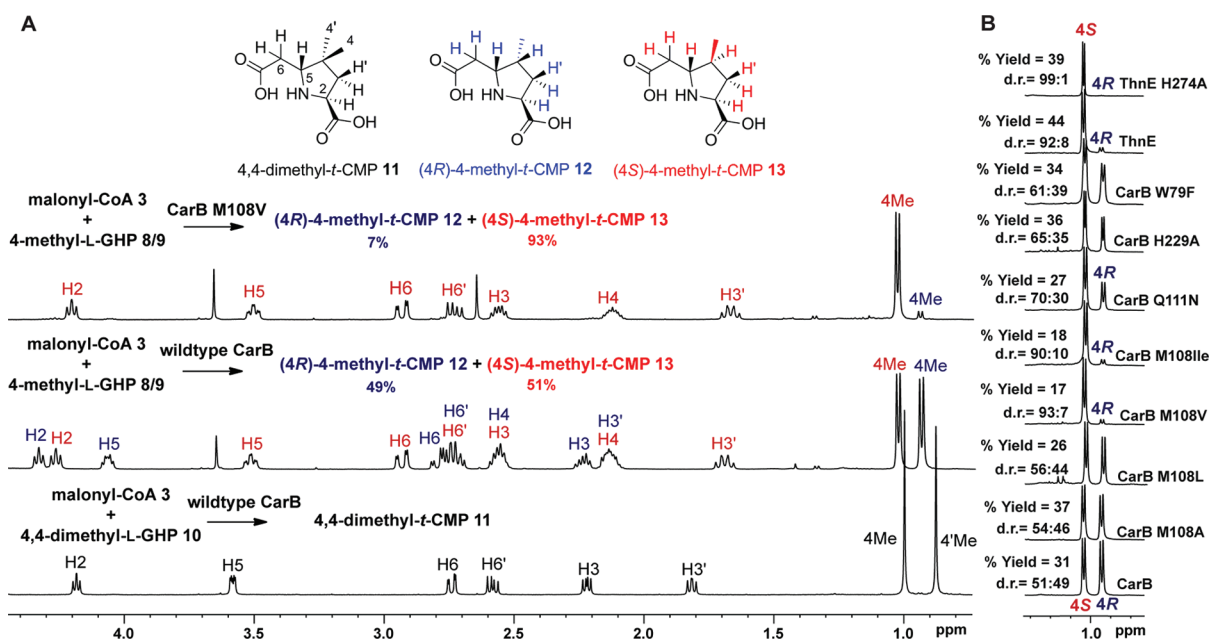 A
4'
4
H
H
H
6
5
H'
H
2
H
O
OH
HN
O
OH
H
H
H
H
H'
H
H
O
OH
HN
O
OH
H
H
H
H
H'
H
H
O
OH
HN
O
OH
4,4-dimethyl-t-CMP 11
(4R)-4-methyl-t-CMP 12
(4S)-4-methyl-t-CMP 13
malonyl-CoA 3
+
4-methyl-L-GHP 8/9
CarB M108V
(4R)-4-methyl-t-CMP 12 + (4S)-4-methyl-t-CMP 13
7%
93%
4Me
H2
H5
H6
H6'
H3
H4
H3'
4Me
malonyl-CoA 3
+
4-methyl-L-GHP 8/9
wildtype CarB
(4R)-4-methyl-t-CMP 12 + (4S)-4-methyl-t-CMP 13
49%
51%
4Me
4Me
H2
H2
H5
H5
H6
H6
H6'
H6'
H4
H3
H3
H3'
H4
H3'
malonyl-CoA 3
+
4,4-dimethyl-L-GHP 10
wildtype CarB
4,4-dimethyl-t-CMP 11
4Me
4'Me
H2
H5
H6
H6'
H3
H3'
4.0
3.5
3.0
2.5
2.0
1.5
1.0
ppm
B
4S
% Yield = 39
d.r.= 99:1
4R
ThnE H274A
% Yield = 44
d.r.= 92:8
4R
ThnE
% Yield = 34
d.r.= 61:39
CarB W79F
% Yield = 36
d.r.= 65:35
CarB H229A
% Yield = 27
d.r.= 70:30
4R
CarB Q111N
% Yield = 18
d.r.= 90:10
4R
CarB M108Ile
% Yield = 17
d.r.= 93:7
4R
CarB M108V
% Yield = 26
d.r.= 56:44
CarB M108L
% Yield = 37
d.r.= 54:46
CarB M108A
% Yield = 31
d.r.= 51:49
CarB
4S
4R
1.0
ppm